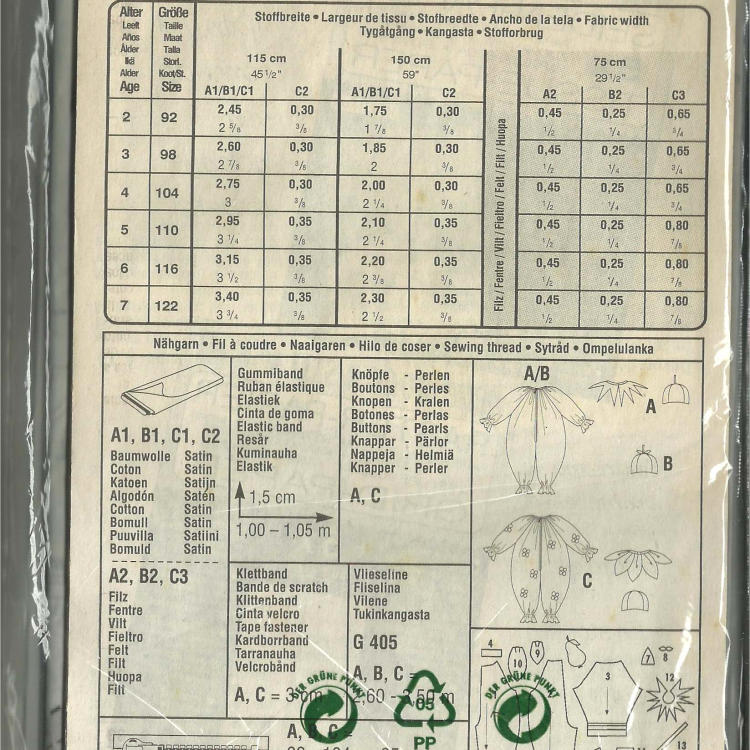 Alter Größe
Leeft Taille
Años Maat
Ålder Talla
Ikä Storl.
Alder Koot/St.
Age Size
Stoffbreite • Largeur de tissu • Stofbreedte • Ancho de la tela • Fabric width
Tygåtgång • Kangasta • Stofforbrug
115 cm 150 cm 75 cm
45 1/2" 59" 29 1/2"
A1/B1/C1 C2 A1/B1/C1 C2 A2 B2 C3
2 92 2,45 0,30 1,75 0,30 0,45 0,25 0,65
2 5/8 3/8 1 7/8 3/8 1/2 1/4 3/4
3 98 2,60 0,30 1,85 0,30 0,45 0,25 0,65
2 7/8 3/8 2 3/8 1/2 1/4 3/4
4 104 2,75 0,30 2,00 0,30 0,45 0,25 0,65
3 3/8 2 1/4 3/8 1/2 1/4 3/4
5 110 2,95 0,35 2,10 0,35 0,45 0,25 0,80
3 1/4 3/8 2 1/4 3/8 1/2 1/4 7/8
6 116 3,15 0,35 2,20 0,35 0,45 0,25 0,80
3 1/2 3/8 2 3/8 3/8 1/2 1/4 7/8
7 122 3,40 0,35 2,30 0,35 0,45 0,25 0,80
3 3/4 3/8 2 1/2 3/8 1/2 1/4 7/8
Filz / Fentre / Vilt / Fieltro / Felt / Filt / Huopa
Nähgarn • Fil à coudre • Naaigaren • Hilo de coser • Sewing thread • Sytråd • Ompelulanka
A1, B1, C1, C2
Baumwolle Satin
Coton Satin
Katoen Satijn
Algodón Satén
Cotton Satin
Bomull Satin
Puuvilla Satiini
Bomuld Satin
A2, B2, C3
Filz
Fentre
Vilt
Fieltro
Felt
Filt
Huopa
Filt
Gummiband
Ruban élastique
Elastiek
Cinta de goma
Elastic band
Resår
Kuminauha
Elastik
1,5 cm
1,00 – 1,05 m
Knöpfe - Perlen
Boutons - Perles
Knopen - Kralen
Botones - Perlas
Buttons - Pearls
Knappar - Pärlor
Nappeja - Helmiä
Knapper - Perler
A, C
Klettband
Bande de scratch
Klittenband
Cinta velcro
Tape fastener
Kardborrband
Tarranauha
Velcrobånd
A, C = 3 cm
Vlieseline
Fliselina
Vilene
Tukinkangasta
G 405
A, B, C =
A/B
A
B
C
4
10
9
7
8
3
12
13
DER GRÜNE PUNKT
05
PP
DER GRÜNE PUNKT
A, B, C